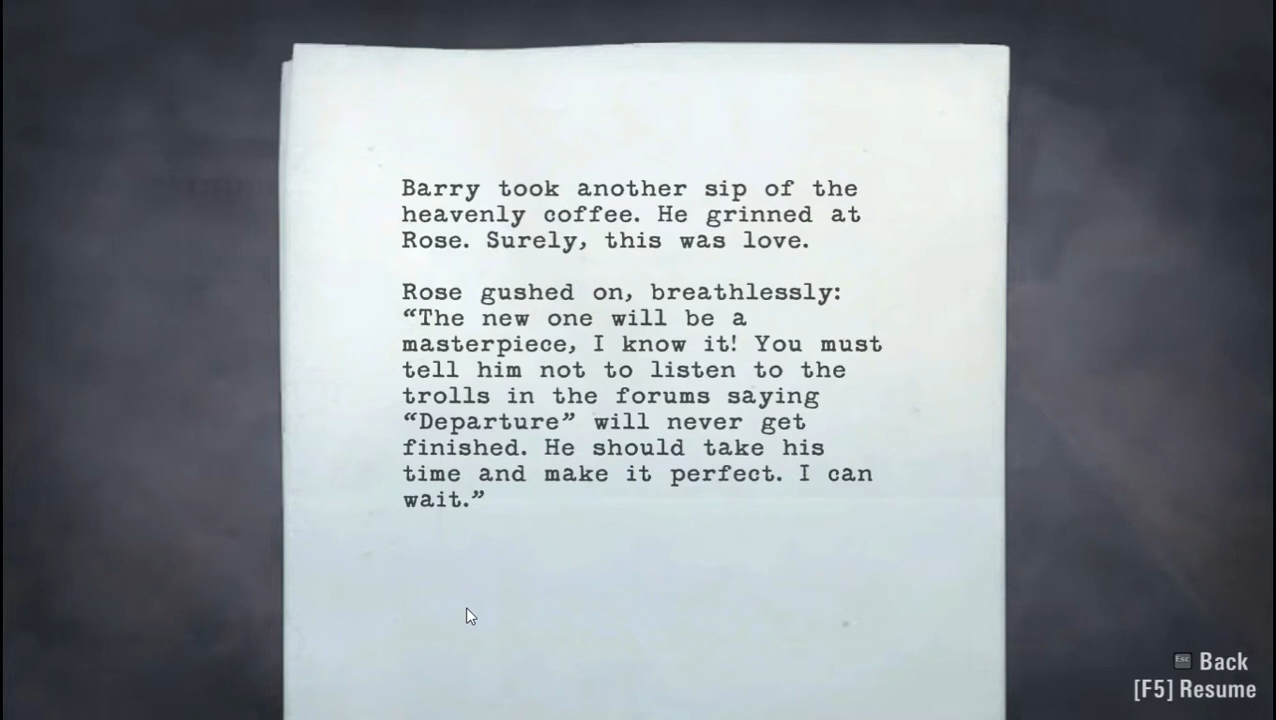 Barry took another sip of the
heavenly coffee. He grinned at
Rose. Surely, this was love.
Rose gushed on, breathlessly:
“The new one will be a
masterpiece, I know it! You must
tell him not to listen to the
trolls in the forums saying
“Departure” will never get
finished. He should take his
time and make it perfect. I can
wait.”
Esc Back
[F5] Resume